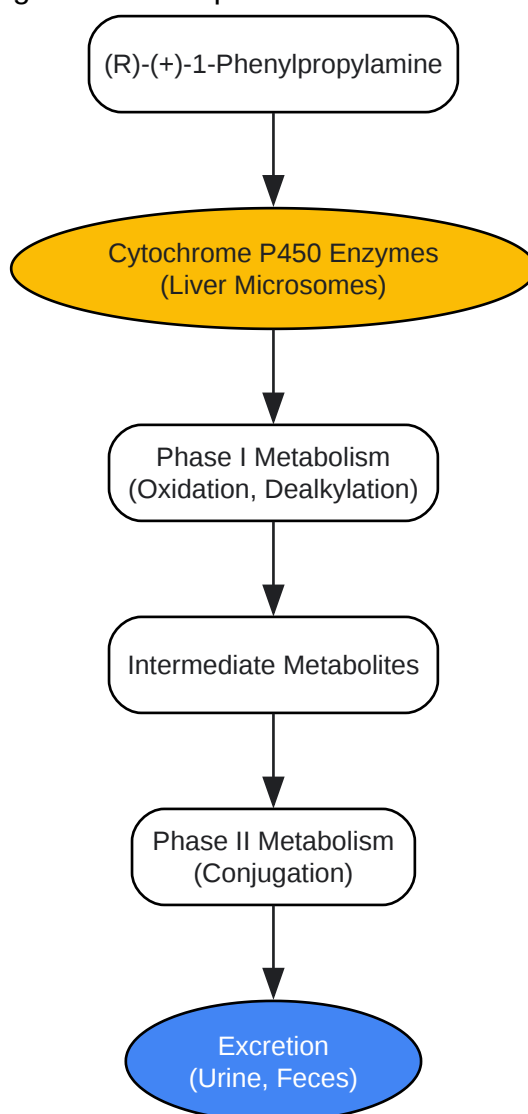 (R)-(+)-1-Phenylpropylamine
Cytochrome P450 Enzymes
(Liver Microsomes)
Phase I Metabolism
(Oxidation, Dealkylation)
Intermediate Metabolites
Phase II Metabolism
(Conjugation)
Excretion
(Urine, Feces)